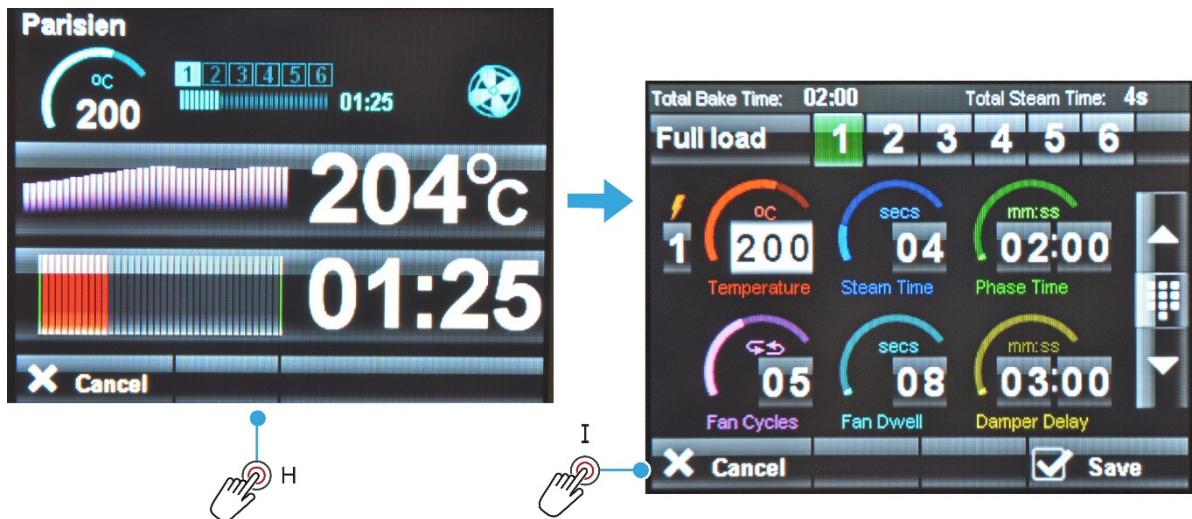 Parisien
°C
200
1 2 3 4 5 6
01:25
204°C
01:25
Cancel
H
I
Total Bake Time: 02:00 Total Steam Time: 4s
Full load 1 2 3 4 5 6
1
°C
200
Temperature
secs
04
Steam Time
mm:ss
02:00
Phase Time
05
Fan Cycles
secs
08
Fan Dwell
mm:ss
03:00
Damper Delay
Cancel Save